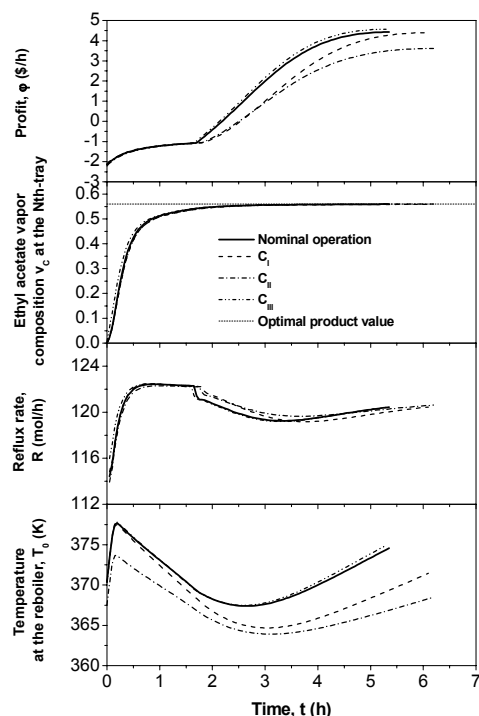 Profit, φ ($/h)
5
4
3
2
1
0
-1
-2
-3
Ethyl acetate vapor
composition v_c at the Nth-tray
0.6
0.5
0.4
0.3
0.2
0.1
0.0
Nominal operation
C_I
C_II
C_III
Optimal product value
Reflux rate,
R (mol/h)
124
120
116
112
Temperature
at the reboiler, T_0 (K)
375
370
365
360
0 1 2 3 4 5 6 7
Time, t (h)